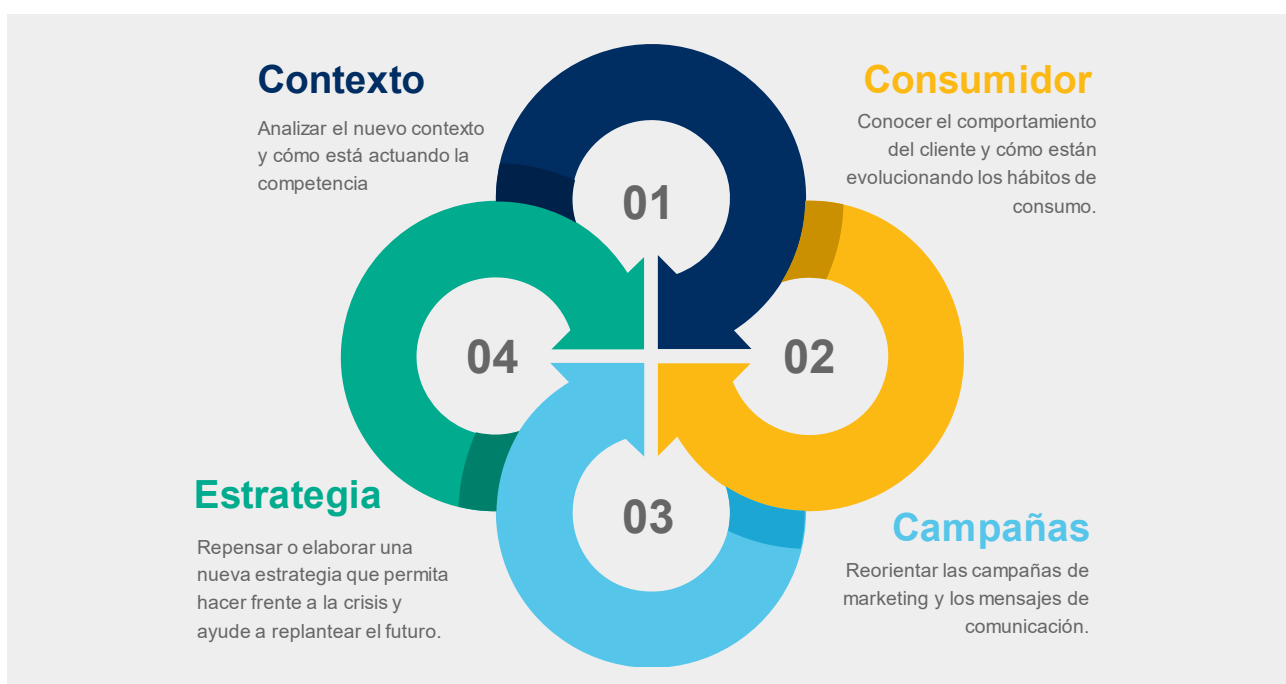 Contexto
Analizar el nuevo contexto
y cómo está actuando la
competencia
01
Consumidor
Conocer el comportamiento
del cliente y cómo están
evolucionando los hábitos de
consumo.
02
03
Campañas
Reorientar las campañas de
marketing y los mensajes de
comunicación.
04
Estrategia
Repensar o elaborar una
nueva estrategia que permita
hacer frente a la crisis y
ayude a replantear el futuro.